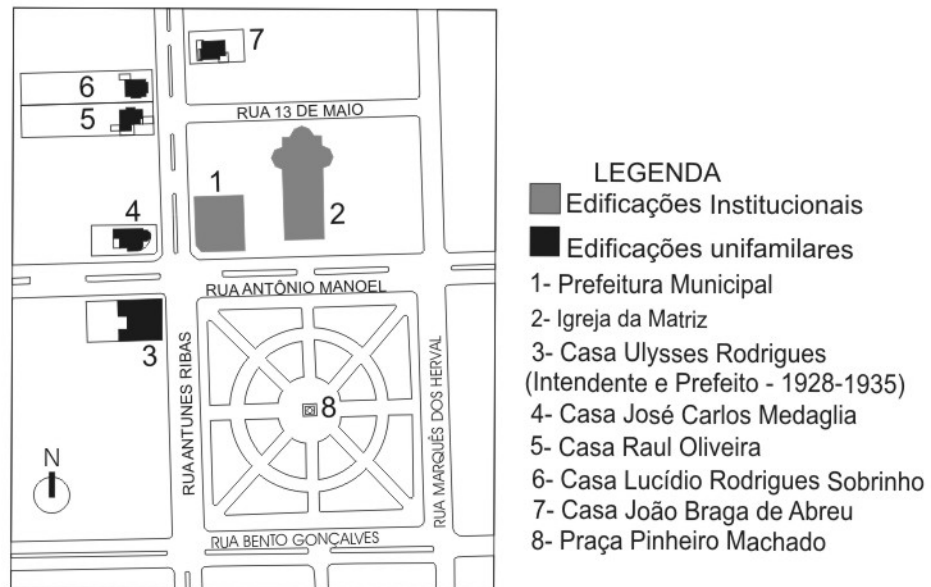 7
6
5
RUA 13 DE MAIO
1
2
4
RUA ANTÔNIO MANOEL
3
RUA ANTUNES RIBAS
8
RUA MARQUÊS DOS HERVAL
N
RUA BENTO GONÇALVES
LEGENDA
Edificações Institucionais
Edificações unifamilares
1- Prefeitura Municipal
2- Igreja da Matriz
3- Casa Ulysses Rodrigues
(Intendente e Prefeito - 1928-1935)
4- Casa José Carlos Medaglia
5- Casa Raul Oliveira
6- Casa Lucídio Rodrigues Sobrinho
7- Casa João Braga de Abreu
8- Praça Pinheiro Machado